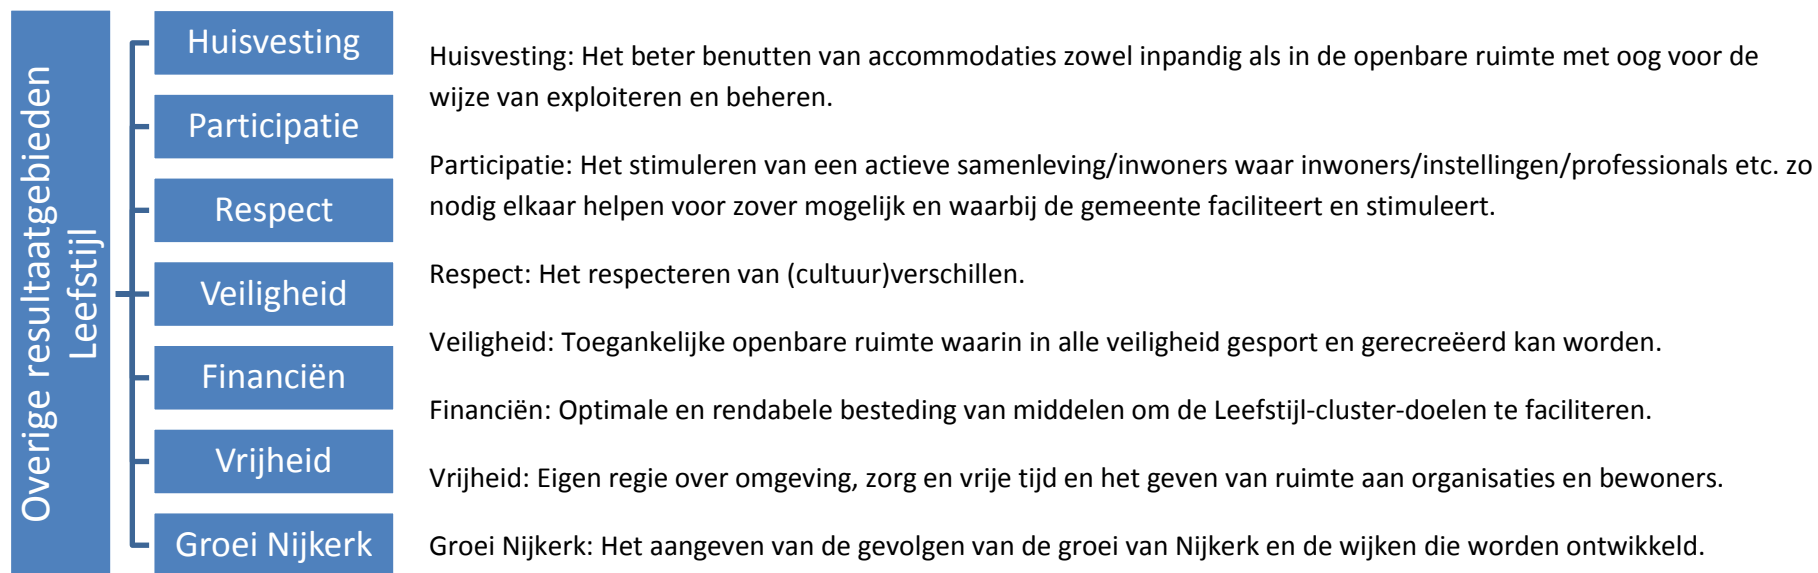 Overige resultaatgebieden
Leefstijl
Huisvesting
Participatie
Respect
Veiligheid
Financiën
Vrijheid
Groei Nijkerk
Huisvesting: Het beter benutten van accommodaties zowel inpandig als in de openbare ruimte met oog voor de
wijze van exploiteren en beheren.
Participatie: Het stimuleren van een actieve samenleving/inwoners waar inwoners/instellingen/professionals etc. zo
nodig elkaar helpen voor zover mogelijk en waarbij de gemeente faciliteert en stimuleert.
Respect: Het respecteren van (cultuur)verschillen.
Veiligheid: Toegankelijke openbare ruimte waarin in alle veiligheid gesport en gerecreëerd kan worden.
Financiën: Optimale en rendabele besteding van middelen om de Leefstijl-cluster-doelen te faciliteren.
Vrijheid: Eigen regie over omgeving, zorg en vrije tijd en het geven van ruimte aan organisaties en bewoners.
Groei Nijkerk: Het aangeven van de gevolgen van de groei van Nijkerk en de wijken die worden ontwikkeld.